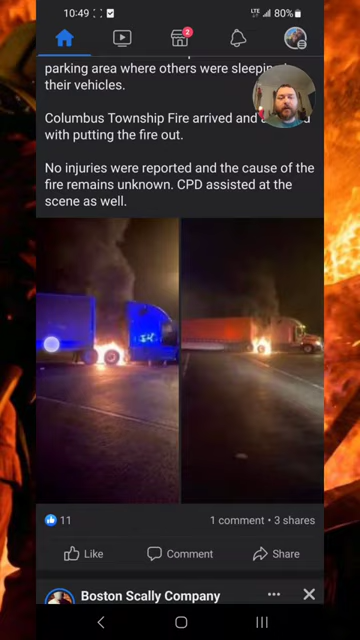 10:49
LTE
80%
2
parking area where others were sleeping
their vehicles.
Columbus Township Fire arrived and
with putting the fire out.
No injuries were reported and the cause of the
fire remains unknown. CPD assisted at the
scene as well.
11
1 comment • 3 shares
Like
Comment
Share
Boston Scally Company